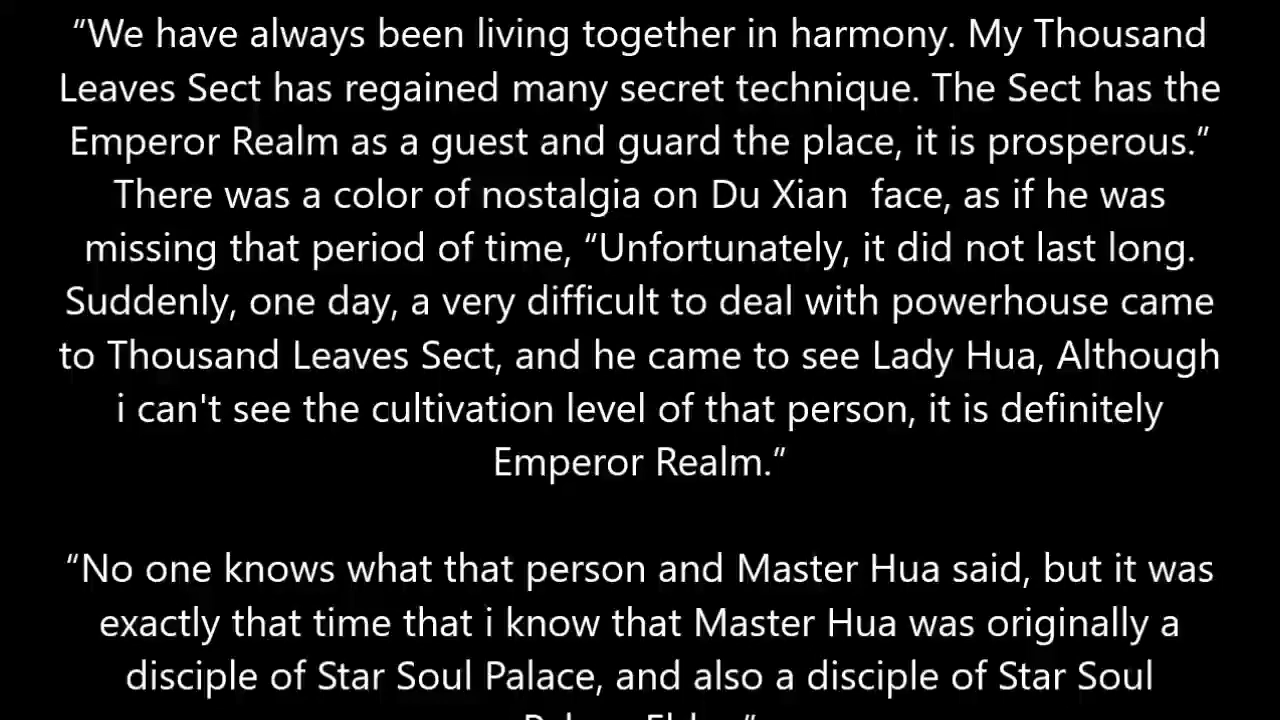 “We have always been living together in harmony. My Thousand
Leaves Sect has regained many secret technique. The Sect has the
Emperor Realm as a guest and guard the place, it is prosperous.”
There was a color of nostalgia on Du Xian  face, as if he was
missing that period of time, “Unfortunately, it did not last long.
Suddenly, one day, a very difficult to deal with powerhouse came
to Thousand Leaves Sect, and he came to see Lady Hua, Although
i can't see the cultivation level of that person, it is definitely
Emperor Realm.”
“No one knows what that person and Master Hua said, but it was
exactly that time that i know that Master Hua was originally a
disciple of Star Soul Palace, and also a disciple of Star Soul